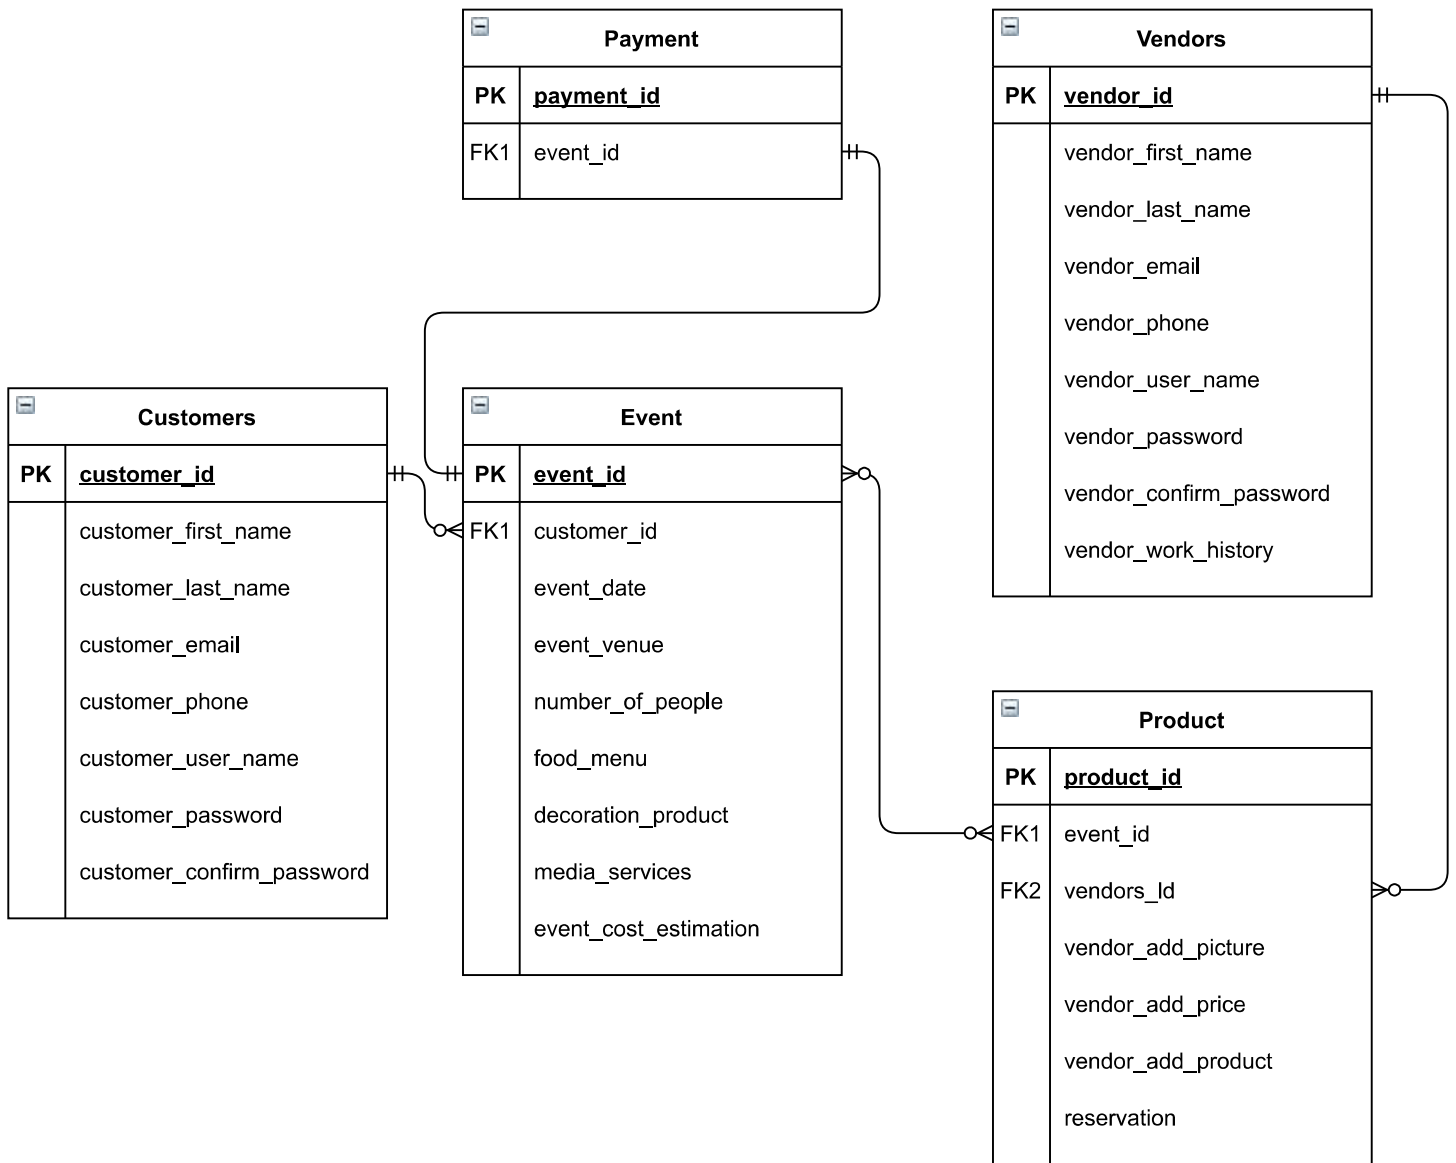 Payment
PK payment_id
FK1 event_id
Vendors
PK vendor_id
vendor_first_name
vendor_last_name
vendor_email
vendor_phone
vendor_user_name
vendor_password
vendor_confirm_password
vendor_work_history
Customers
PK customer_id
customer_first_name
customer_last_name
customer_email
customer_phone
customer_user_name
customer_password
customer_confirm_password
Event
PK event_id
FK1 customer_id
event_date
event_venue
number_of_people
food_menu
decoration_product
media_services
event_cost_estimation
Product
PK product_id
FK1 event_id
FK2 vendors_Id
vendor_add_picture
vendor_add_price
vendor_add_product
reservation